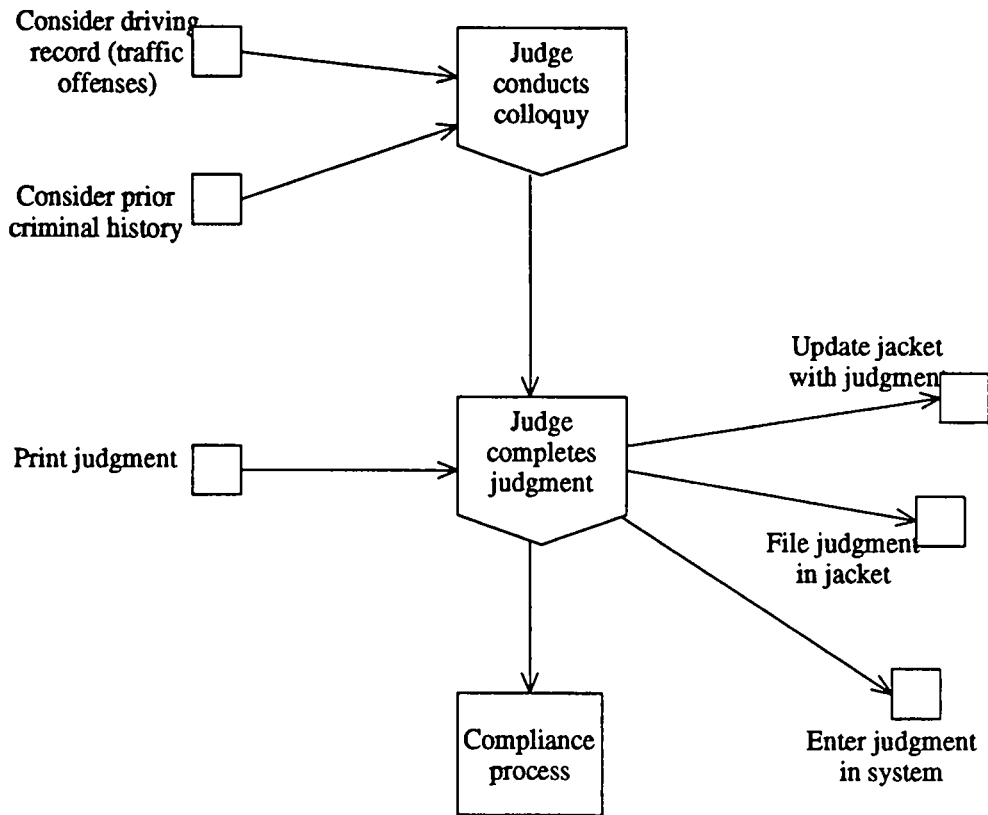 Consider driving
record (traffic
offenses)
Judge
conducts
colloquy
Consider prior
criminal history
Update jacket
with judgment
Judge
completes
judgment
Print judgment
File judgment
in jacket
Compliance
process
Enter judgment
in system